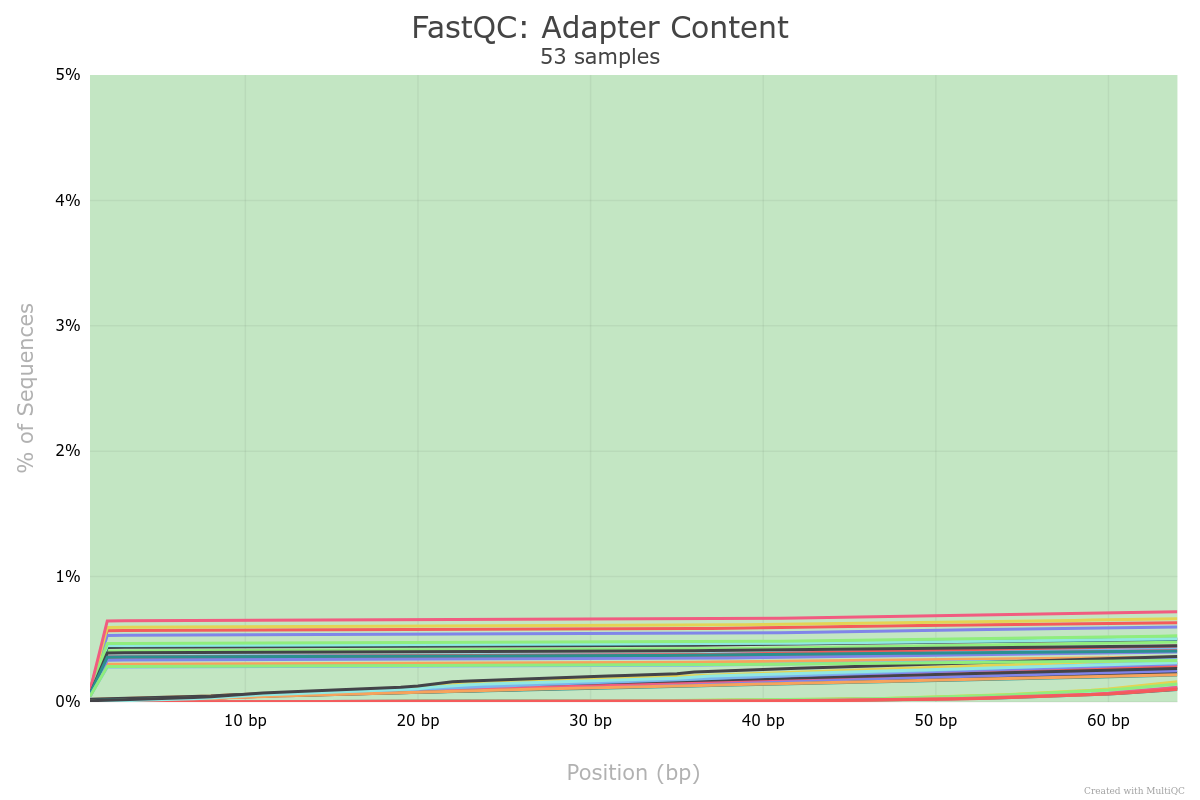 FastQC: Adapter Content
53 samples
5%
4%
3%
2%
1%
0%
% of Sequences
10 bp
20 bp
30 bp
40 bp
50 bp
60 bp
Position (bp)
Created with MultiQC